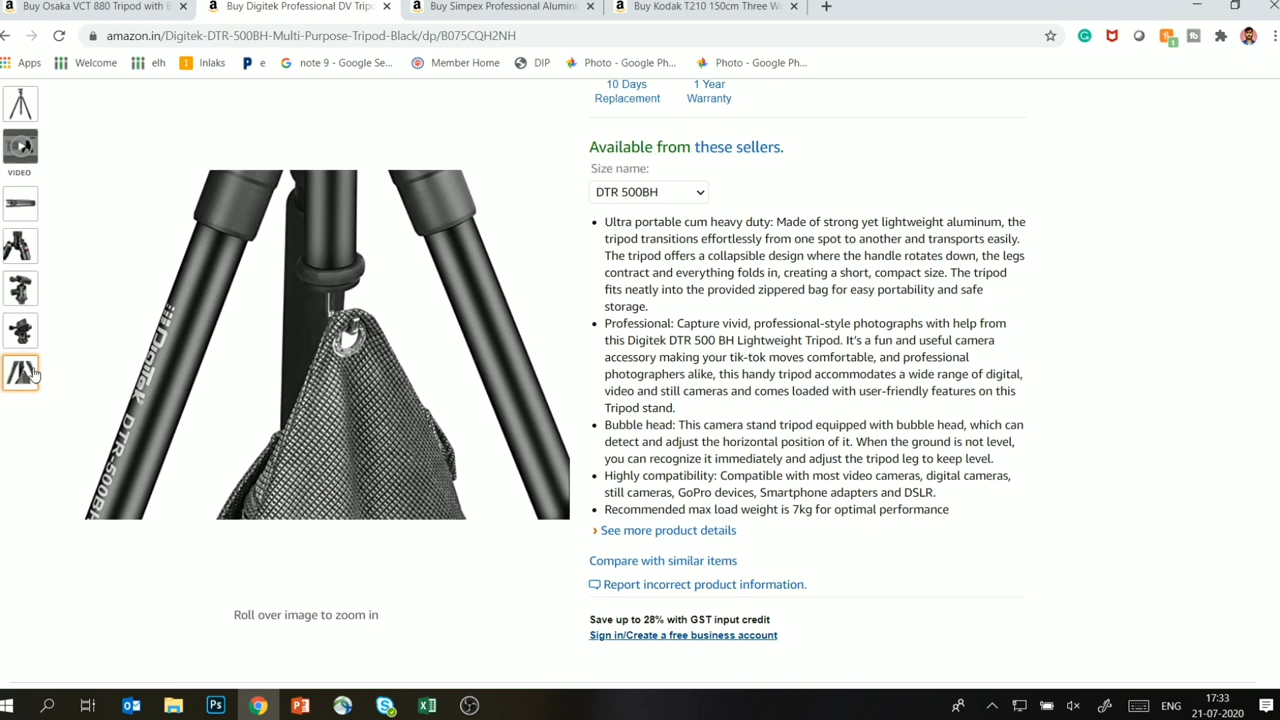 Buy Osaka VCT 880 Tripod with B
Buy Digitek Professional DV Tripo
Buy Simpex Professional Aluminiu
Buy Kodak T210 150cm Three Wa
amazon.in/Digitek-DTR-500BH-Multi-Purpose-Tripod-Black/dp/B075CQH2NH
Apps
Welcome
elh
Inlaks
e
note 9 - Google Se...
Member Home
DIP
Photo - Google Ph...
Photo - Google Ph...
10 Days
Replacement
1 Year
Warranty
VIDEO
Available from these sellers.
Size name:
DTR 500BH
Ultra portable cum heavy duty: Made of strong yet lightweight aluminum, the
tripod transitions effortlessly from one spot to another and transports easily.
The tripod offers a collapsible design where the handle rotates down, the legs
contract and everything folds in, creating a short, compact size. The tripod
fits neatly into the provided zippered bag for easy portability and safe
storage.
Professional: Capture vivid, professional-style photographs with help from
this Digitek DTR 500 BH Lightweight Tripod. It's a fun and useful camera
accessory making your tik-tok moves comfortable, and professional
photographers alike, this handy tripod accommodates a wide range of digital,
video and still cameras and comes loaded with user-friendly features on this
Tripod stand.
Bubble head: This camera stand tripod equipped with bubble head, which can
detect and adjust the horizontal position of it. When the ground is not level,
you can recognize it immediately and adjust the tripod leg to keep level.
Highly compatibility: Compatible with most video cameras, digital cameras,
still cameras, GoPro devices, Smartphone adapters and DSLR.
Recommended max load weight is 7kg for optimal performance
› See more product details
Compare with similar items
Report incorrect product information.
Save up to 28% with GST input credit
Sign in/Create a free business account
DIGITEK DTR-500BH
Roll over image to zoom in
ENG
17:33
21-07-2020